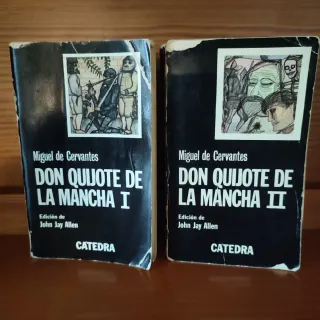 Miguel de Cervantes
DON QUIJOTE DE
LA MANCHA I
Edición de
John Jay Allen
CATEDRA
Miguel de Cervantes
DON QUIJOTE DE
LA MANCHA II
Edición de
John Jay Allen
CATEDRA